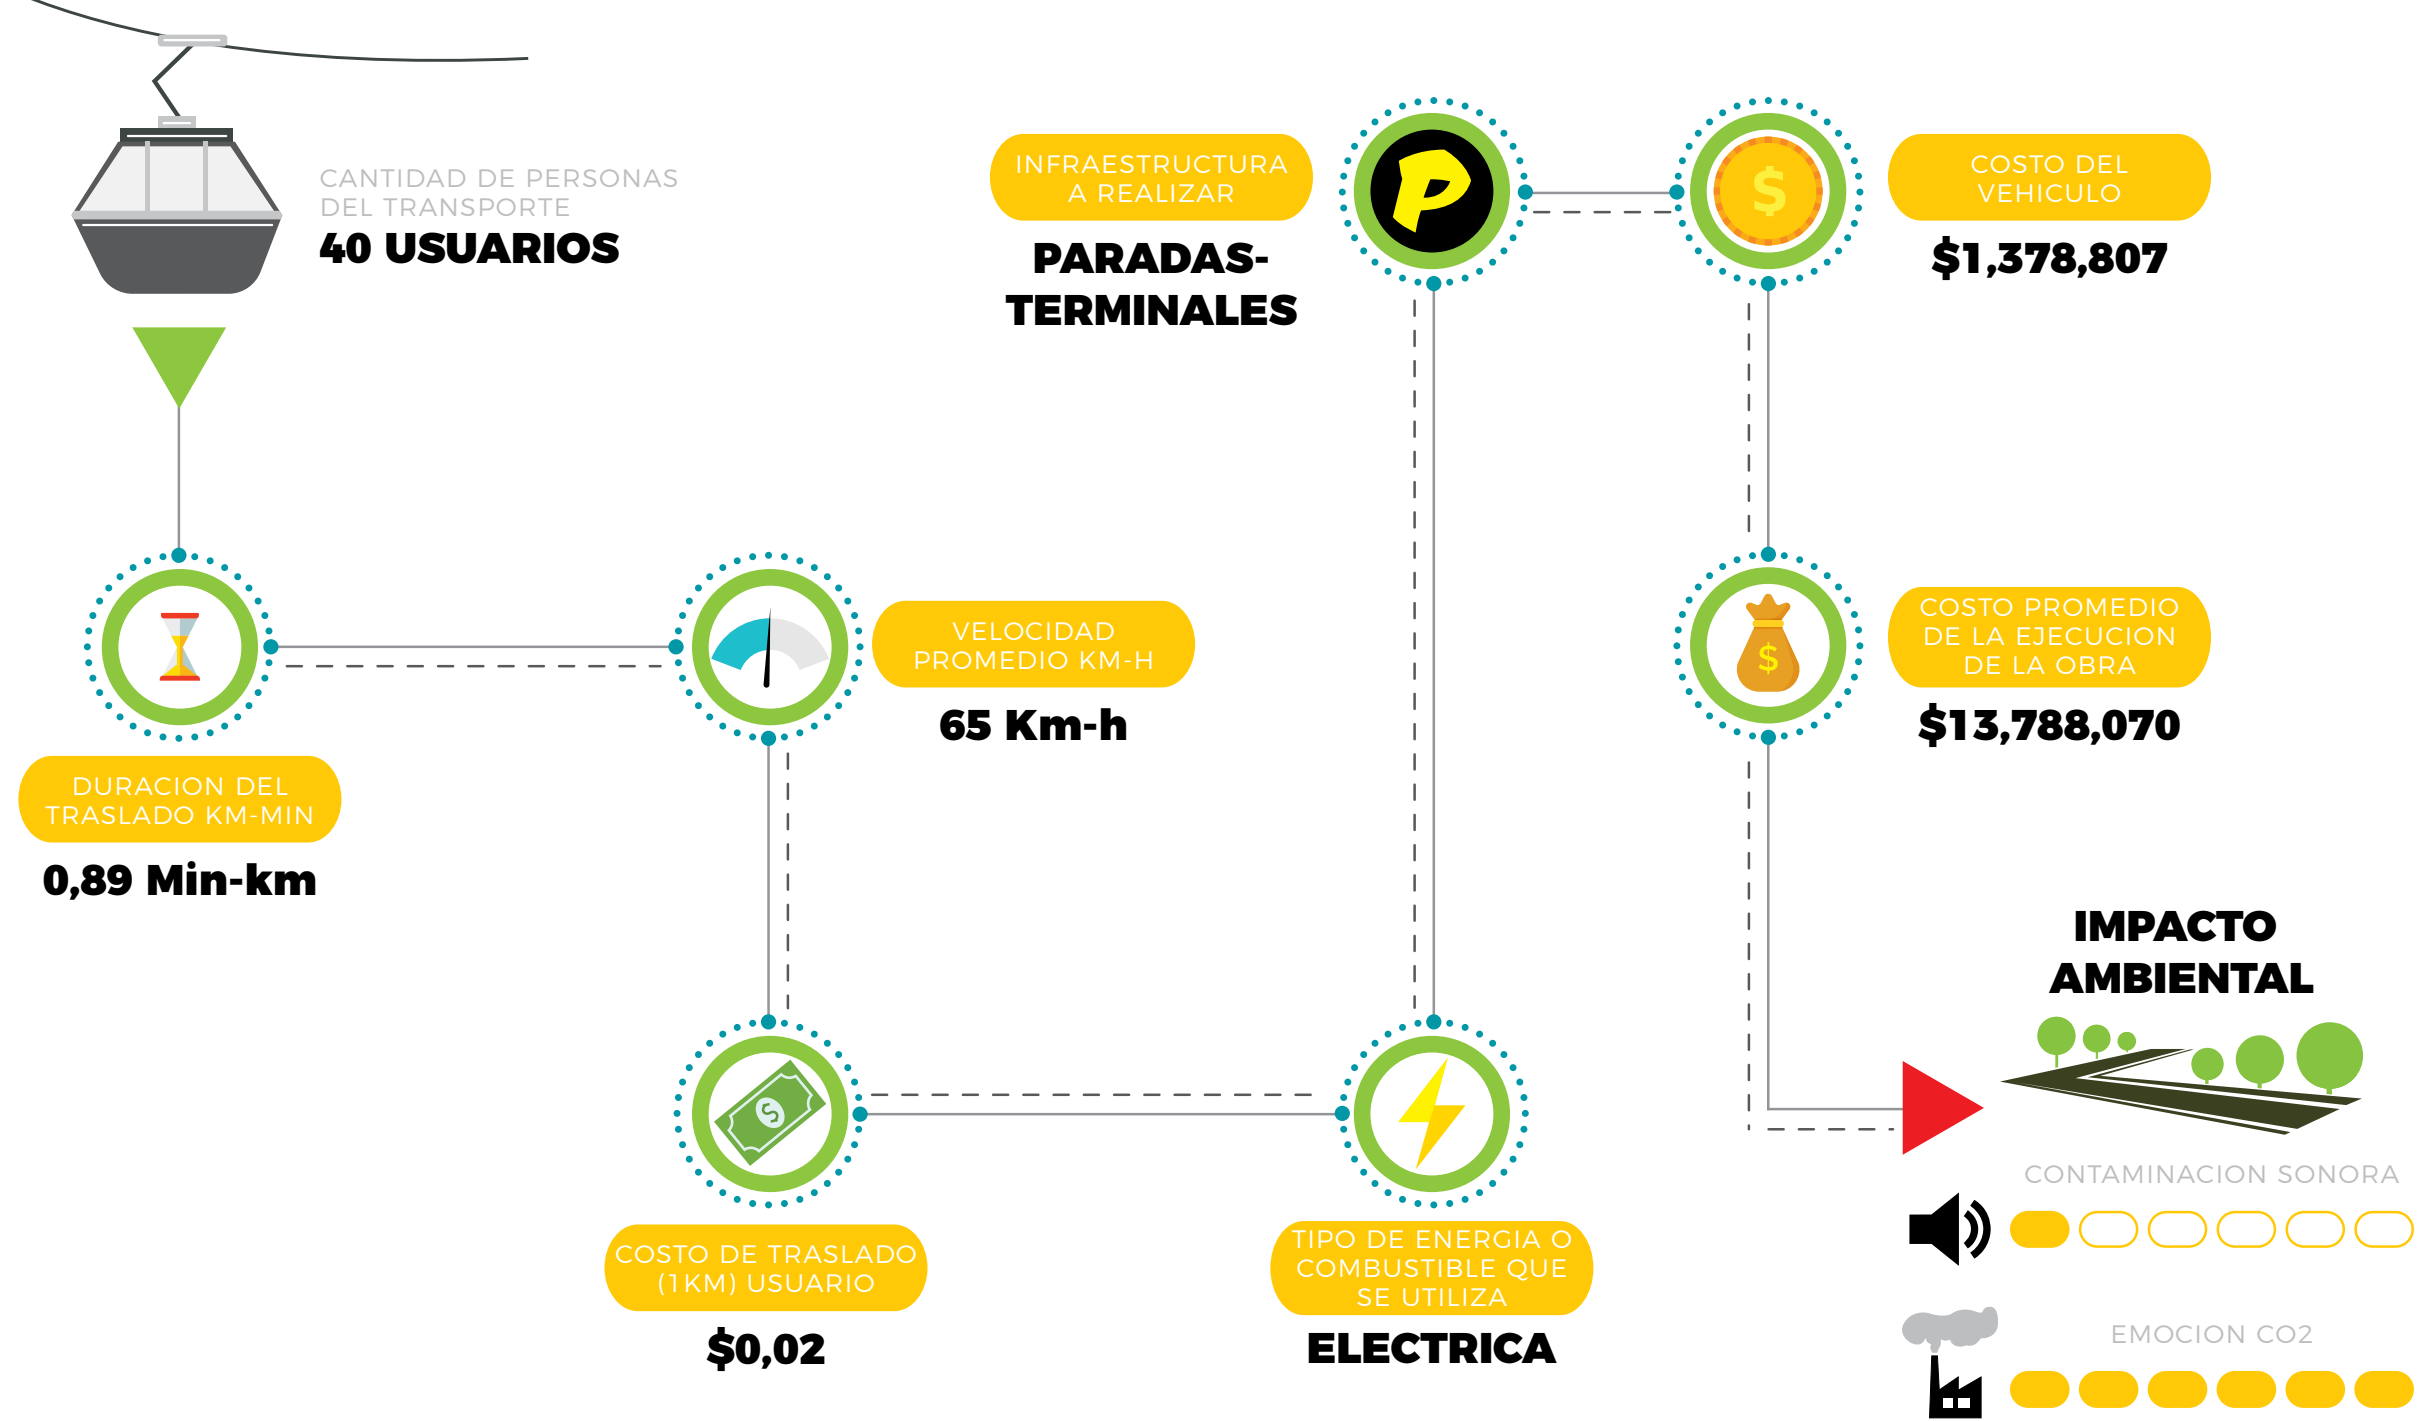 CANTIDAD DE PERSONAS
DEL TRANSPORTE
40 USUARIOS
DURACION DEL
TRASLADO KM-MIN
0,89 Min-km
VELOCIDAD
PROMEDIO KM-H
65 Km-h
COSTO DE TRASLADO
(1KM) USUARIO
$0,02
$
TIPO DE ENERGIA O
COMBUSTIBLE QUE
SE UTILIZA
ELECTRICA
INFRAESTRUCTURA
A REALIZAR
PARADAS-
TERMINALES
P
$
COSTO DEL
VEHICULO
$1,378,807
$
COSTO PROMEDIO
DE LA EJECUCION
DE LA OBRA
$13,788,070
IMPACTO
AMBIENTAL
CONTAMINACION SONORA
EMOCION CO2